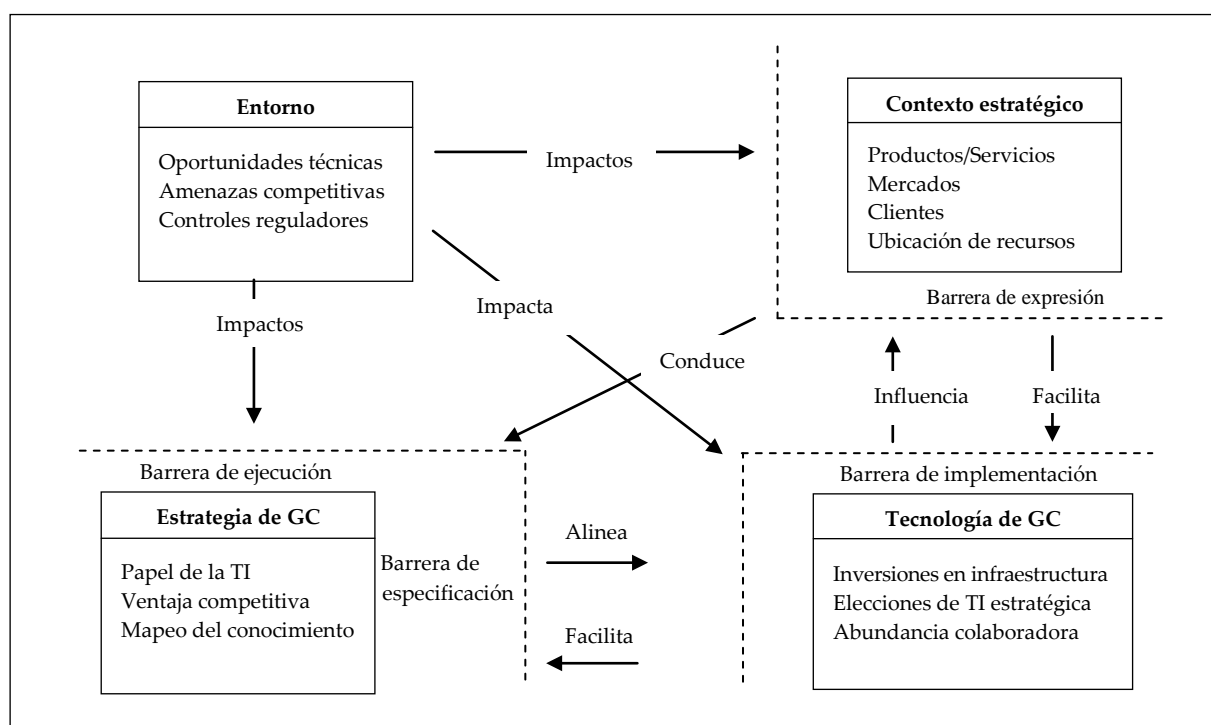 Entorno
Oportunidades técnicas
Amenazas competitivas
Controles reguladores
Impactos
Contexto estratégico
Productos/Servicios
Mercados
Clientes
Ubicación de recursos
Barrera de expresión
Impactos
Impacta
Conduce
Influencia
Facilita
Barrera de ejecución
Estrategia de GC
Papel de la TI
Ventaja competitiva
Mapeo del conocimiento
Barrera de
especificación
Alinea
Facilita
Barrera de implementación
Tecnología de GC
Inversiones en infraestructura
Elecciones de TI estratégica
Abundancia colaboradora